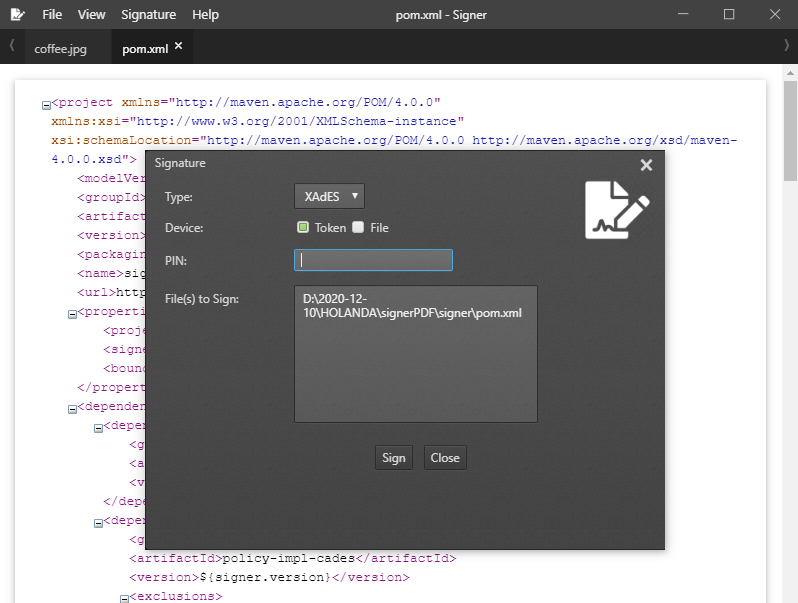 File View Signature Help pom.xml - Signer
coffee.jpg pom.xml
<project xmlns="http://maven.apache.org/POM/4.0.0"
xmlns:xsi="http://www.w3.org/2001/XMLSchema-instance"
xsi:schemaLocation="http://maven.apache.org/POM/4.0.0 http://maven.apache.org/xsd/maven-
4.0.0.xsd">
<modelVer
<groupId>
<artifact
<version>
<packagin
<name>sig
<url>http
<properti
<proje
<signe
<bound
</propert
<dependen
<depen
<g
<a
<v
</depe
<depen
<g
<artifactId>policy-impl-cades</artifactId>
<version>${signer.version}</version>
<exclusions>
Signature
Type: XAdES
Device: Token File
PIN:
File(s) to Sign:
D:\2020-12-
10\HOLANDA\signerPDF\signer\pom.xml
Sign Close